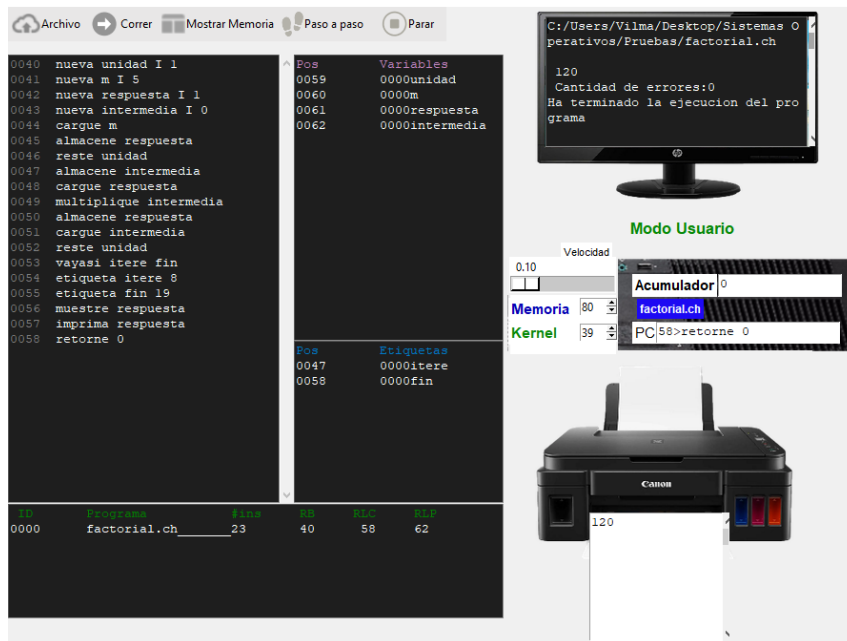 Archivo Correr Mostrar Memoria Paso a paso Parar
0040 nueva unidad I 1
0041 nueva m I 5
0042 nueva respuesta I 1
0043 nueva intermedia I 0
0044 cargue m
0045 almacene respuesta
0046 reste unidad
0047 almacene intermedia
0048 cargue respuesta
0049 multiplique intermedia
0050 almacene respuesta
0051 cargue intermedia
0052 reste unidad
0053 vayasi itere fin
0054 etiqueta itere 8
0055 etiqueta fin 19
0056 muestre respuesta
0057 imprima respuesta
0058 retorne 0
Pos Variables
0059 0000unidad
0060 0000m
0061 0000respuesta
0062 0000intermedia
Pos Etiquetas
0047 0000itere
0058 0000fin
ID Programa #ins RB RLC RLP
0000 factorial.ch______23 40 58 62
C:/Users/Vilma/Desktop/Sistemas O
perativos/Pruebas/factorial.ch
120
Cantidad de errores:0
Ha terminado la ejecucion del pro
grama
hp
Modo Usuario
Velocidad
0.10
Memoria 80
Kernel 39
Acumulador 0
factorial.ch
PC 58>retorne 0
Canon
120